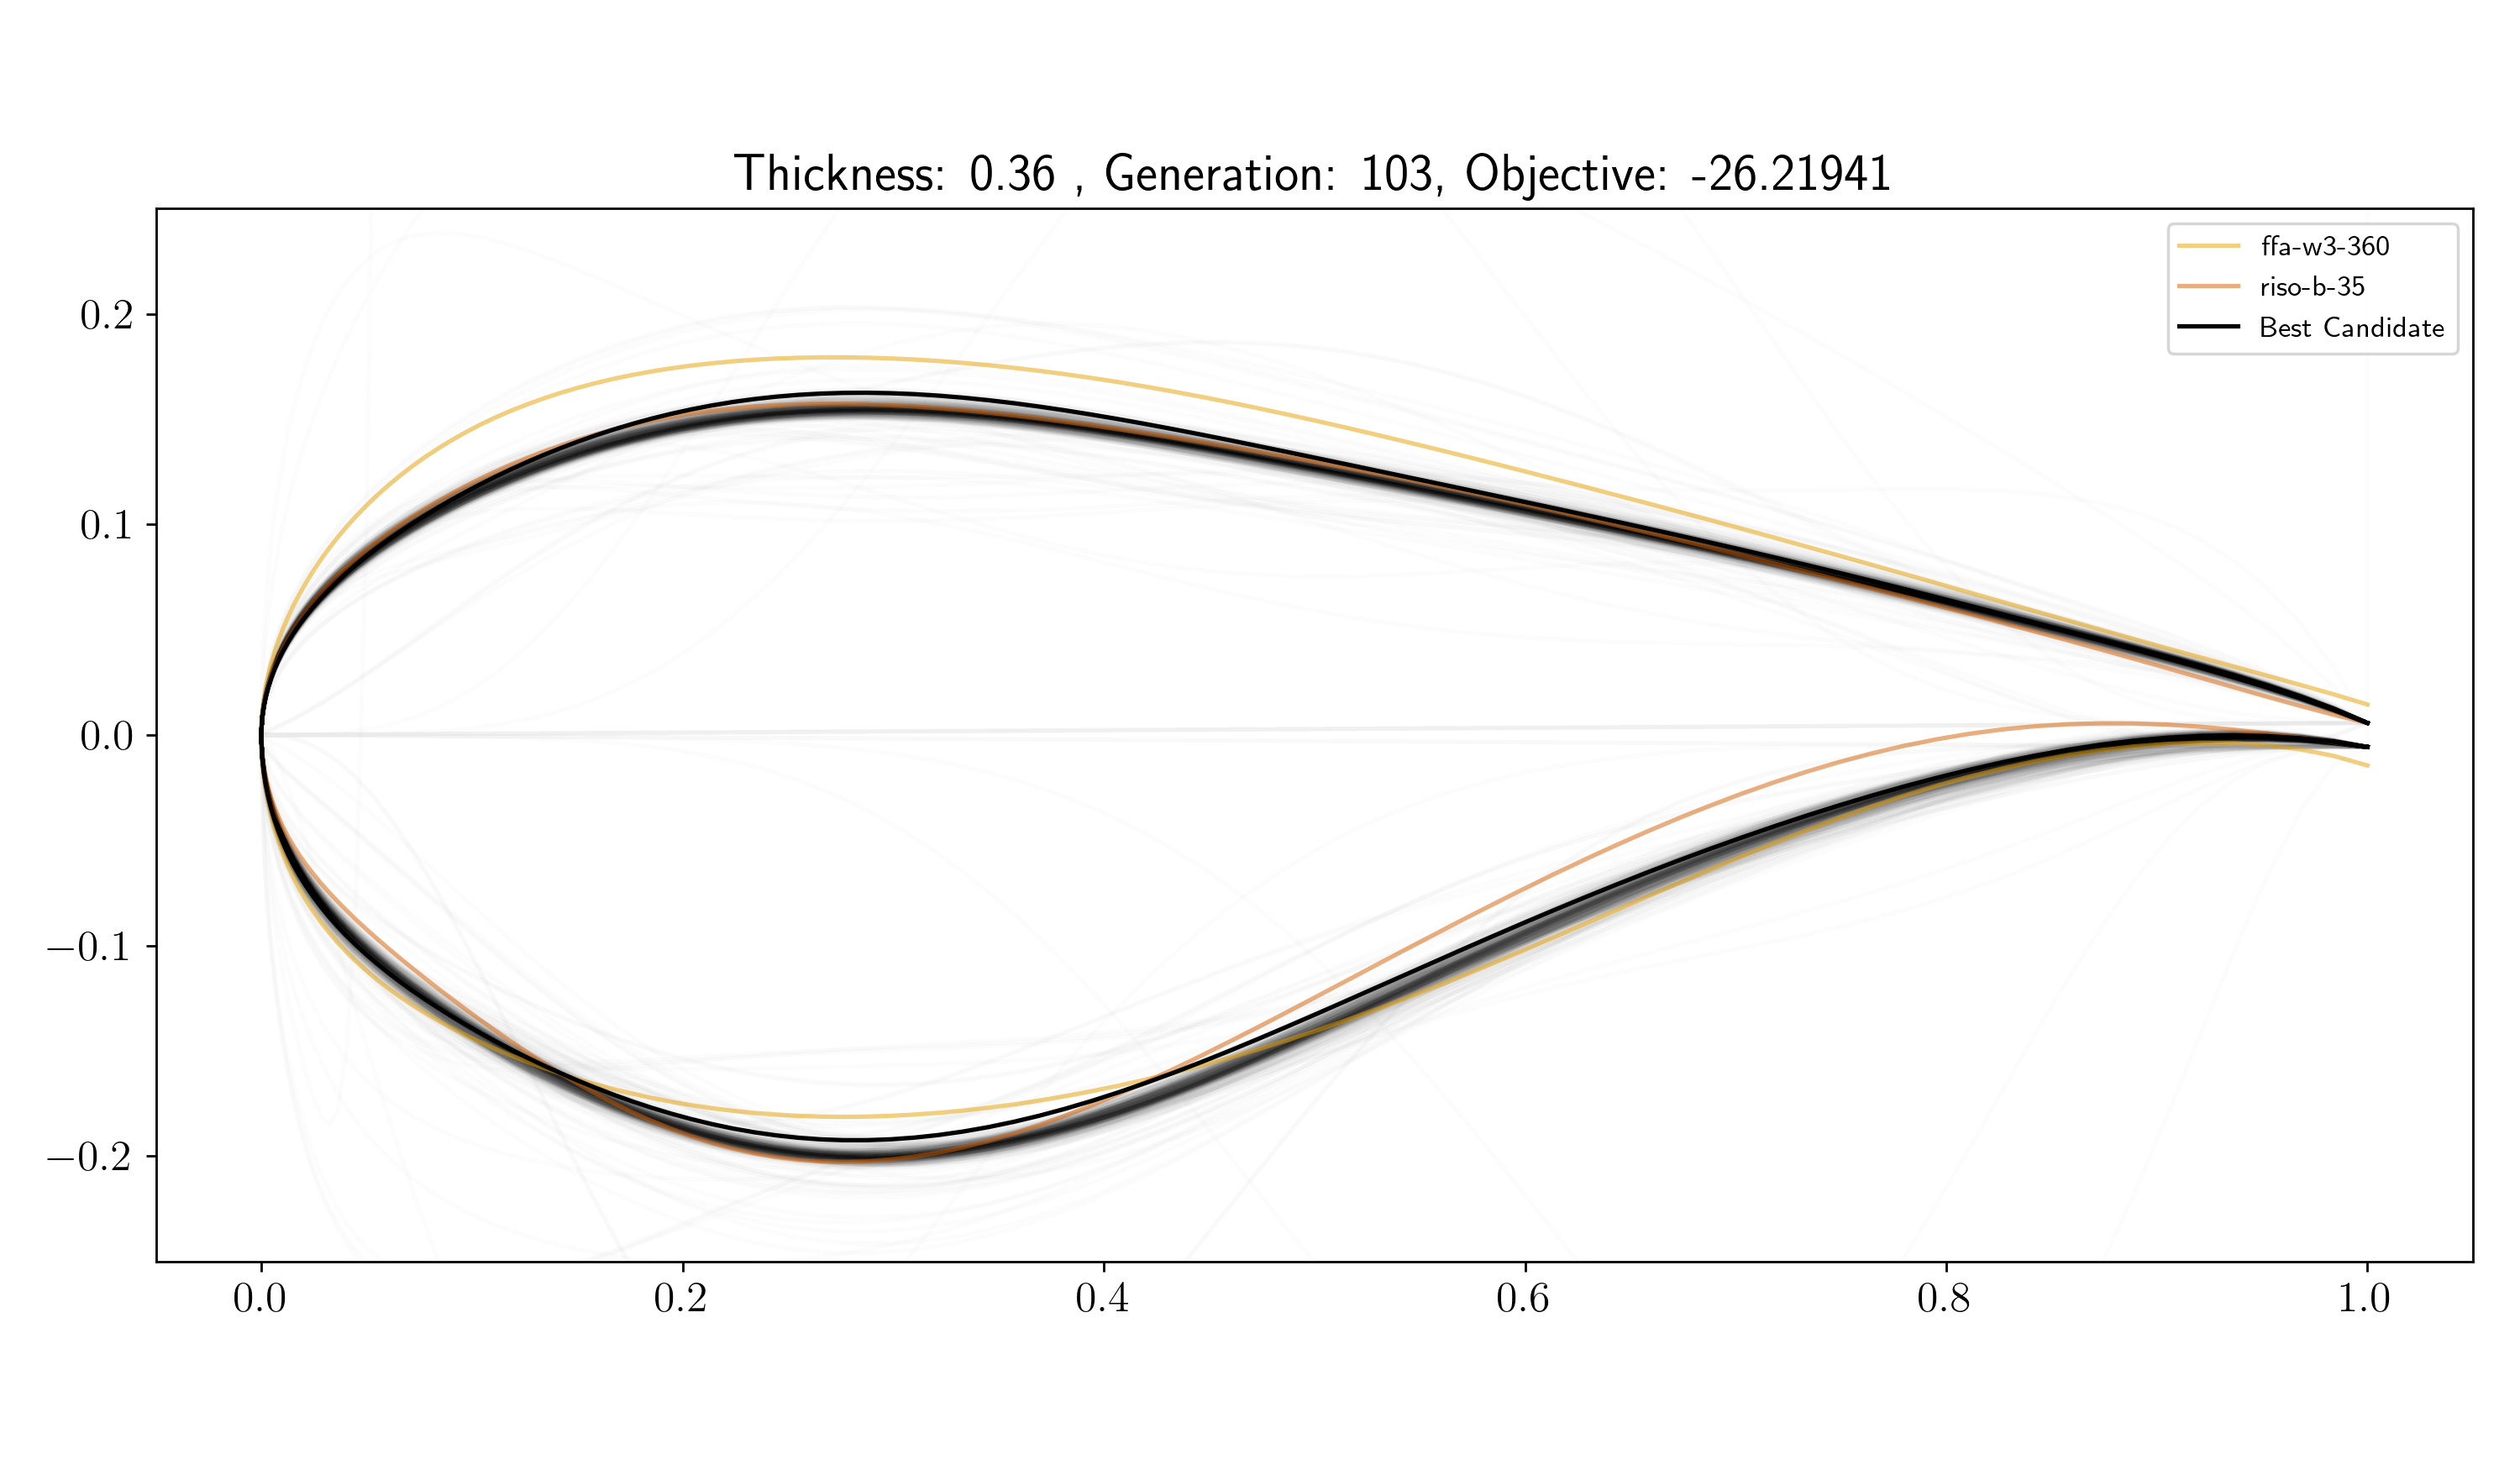 Thickness: 0.36 , Generation: 103, Objective: -26.21941
ffa-w3-360
riso-b-35
Best Candidate
0.2
0.1
0.0
−0.1
−0.2
0.0 0.2 0.4 0.6 0.8 1.0